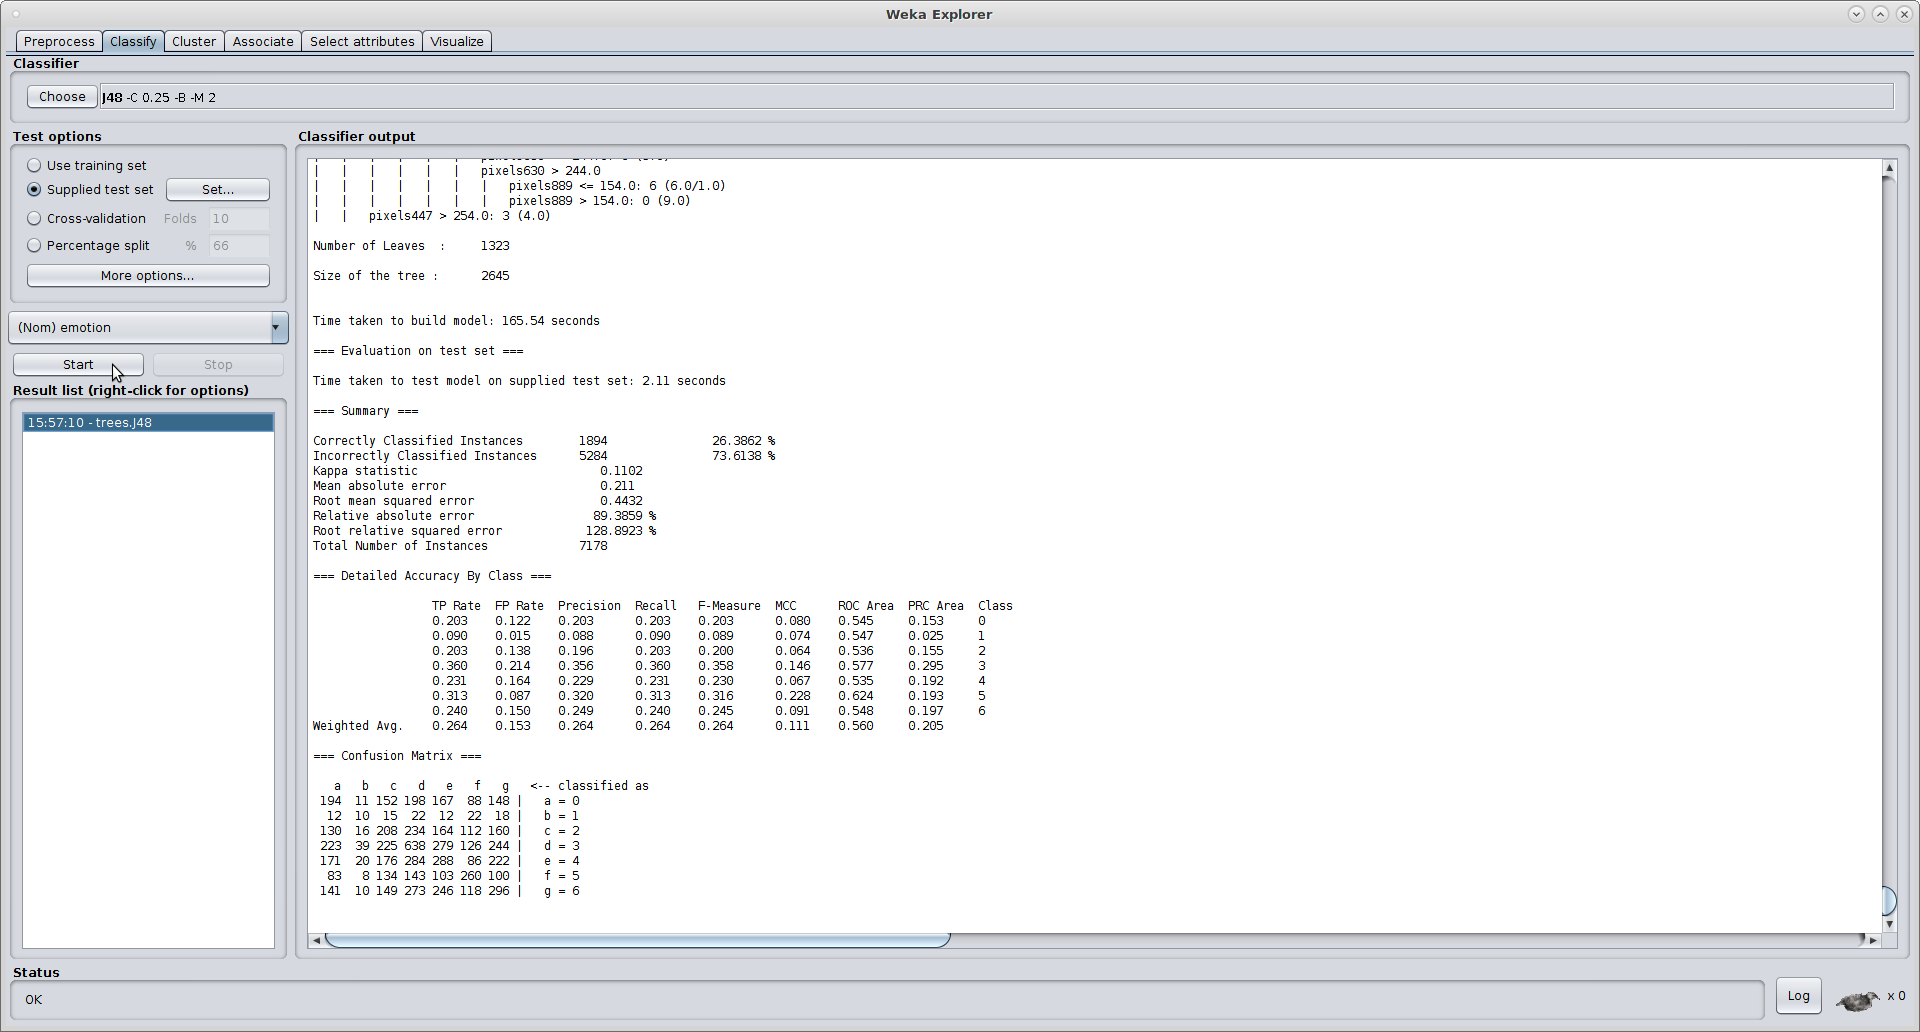 Weka Explorer
Preprocess Classify Cluster Associate Select attributes Visualize
Classifier
Choose J48 -C 0.25 -B -M 2
Test options
Use training set
Supplied test set Set...
Cross-validation Folds 10
Percentage split % 66
More options...
(Nom) emotion
Start Stop
Result list (right-click for options)
15:57:10 - trees.J48
Classifier output
| | | | | | pixels630 > 244.0
| | | | | | | pixels889 <= 154.0: 6 (6.0/1.0)
| | | | | | | pixels889 > 154.0: 0 (9.0)
| | pixels447 > 254.0: 3 (4.0)
Number of Leaves : 1323
Size of the tree : 2645
Time taken to build model: 165.54 seconds
=== Evaluation on test set ===
Time taken to test model on supplied test set: 2.11 seconds
=== Summary ===
Correctly Classified Instances 1894 26.3862 %
Incorrectly Classified Instances 5284 73.6138 %
Kappa statistic 0.1102
Mean absolute error 0.211
Root mean squared error 0.4432
Relative absolute error 89.3859 %
Root relative squared error 128.8923 %
Total Number of Instances 7178
=== Detailed Accuracy By Class ===
TP Rate FP Rate Precision Recall F-Measure MCC ROC Area PRC Area Class
0.203 0.122 0.203 0.203 0.203 0.080 0.545 0.153 0
0.090 0.015 0.088 0.090 0.089 0.074 0.547 0.025 1
0.203 0.138 0.196 0.203 0.200 0.064 0.536 0.155 2
0.360 0.214 0.356 0.360 0.358 0.146 0.577 0.295 3
0.231 0.164 0.229 0.231 0.230 0.067 0.535 0.192 4
0.313 0.087 0.320 0.313 0.316 0.228 0.624 0.193 5
0.240 0.150 0.249 0.240 0.245 0.091 0.548 0.197 6
Weighted Avg. 0.264 0.153 0.264 0.264 0.264 0.111 0.560 0.205
=== Confusion Matrix ===
a b c d e f g <-- classified as
194 11 152 198 167 88 148 | a = 0
12 10 15 22 12 22 18 | b = 1
130 16 208 234 164 112 160 | c = 2
223 39 225 638 279 126 244 | d = 3
171 20 176 284 288 86 222 | e = 4
83 8 134 143 103 260 100 | f = 5
141 10 149 273 246 118 296 | g = 6
Status
OK
Log x 0